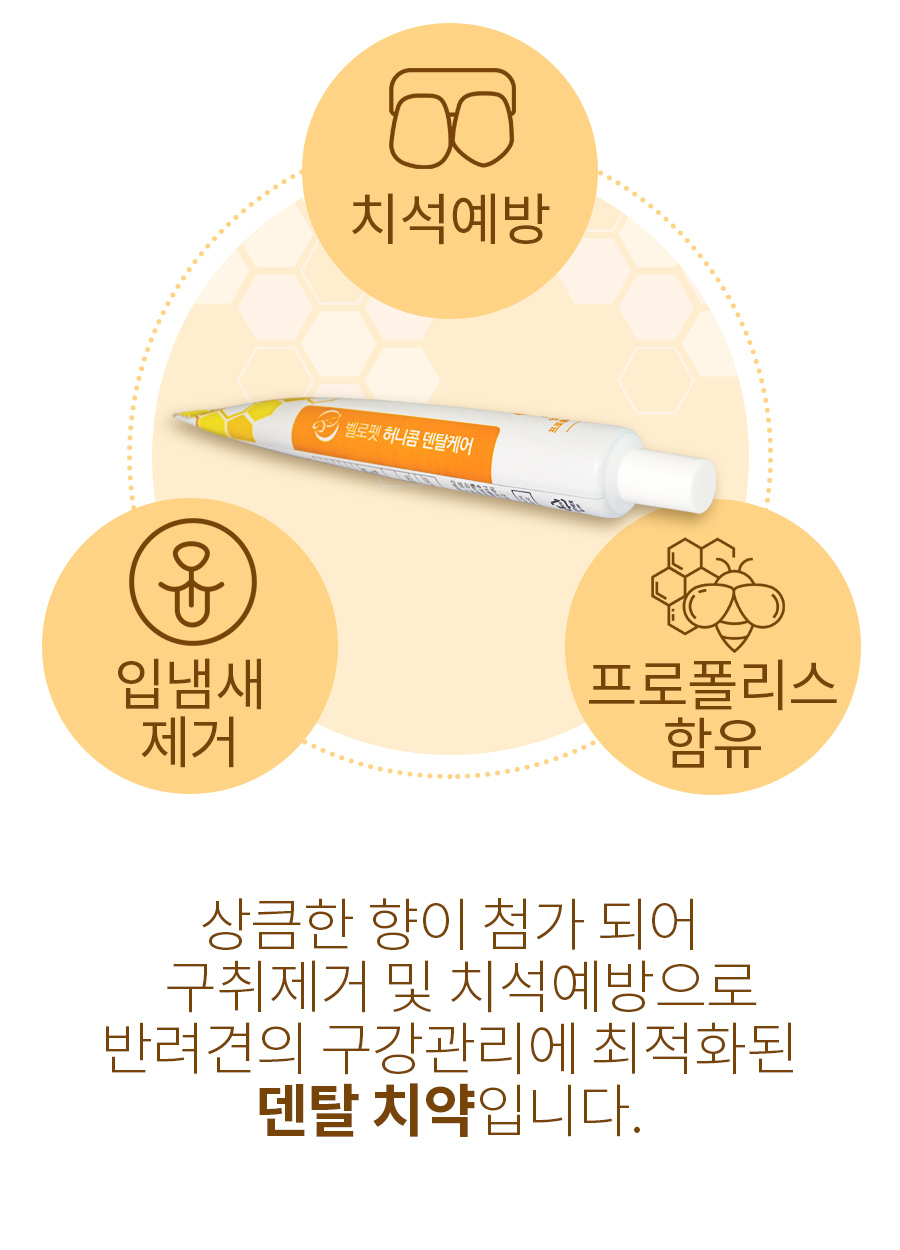 치석예방
벨로펫 허니콤 덴탈케어
입냄새
제거
프로폴리스
함유
상큼한 향이 첨가 되어
구취제거 및 치석예방으로
반려견의 구강관리에 최적화된
덴탈 치약입니다.